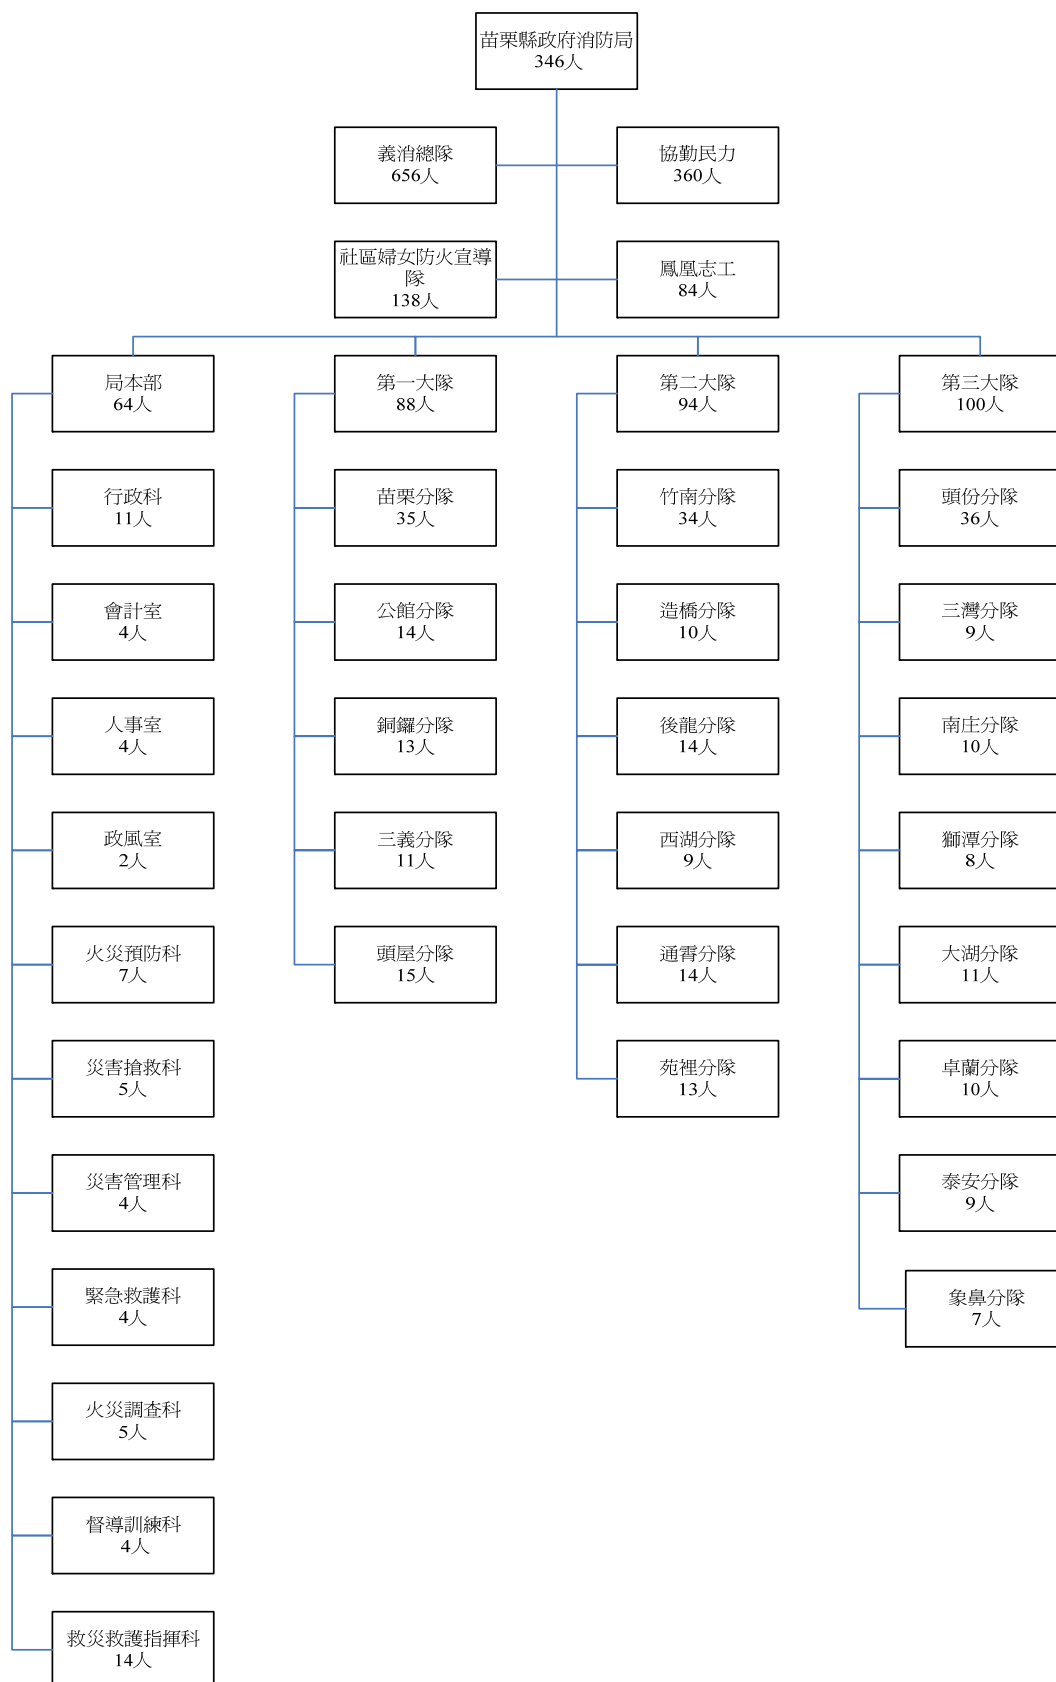 苗栗縣政府消防局
346人
義消總隊
656人
協勤民力
360人
社區婦女防火宣導
隊
138人
鳳凰志工
84人
局本部
64人
行政科
11人
會計室
4人
人事室
4人
政風室
2人
火災預防科
7人
災害搶救科
5人
災害管理科
4人
緊急救護科
4人
火災調查科
5人
督導訓練科
4人
救災救護指揮科
14人
第一大隊
88人
苗栗分隊
35人
公館分隊
14人
銅鑼分隊
13人
三義分隊
11人
頭屋分隊
15人
第二大隊
94人
竹南分隊
34人
造橋分隊
10人
後龍分隊
14人
西湖分隊
9人
通霄分隊
14人
苑裡分隊
13人
第三大隊
100人
頭份分隊
36人
三灣分隊
9人
南庄分隊
10人
獅潭分隊
8人
大湖分隊
11人
卓蘭分隊
10人
泰安分隊
9人
象鼻分隊
7人